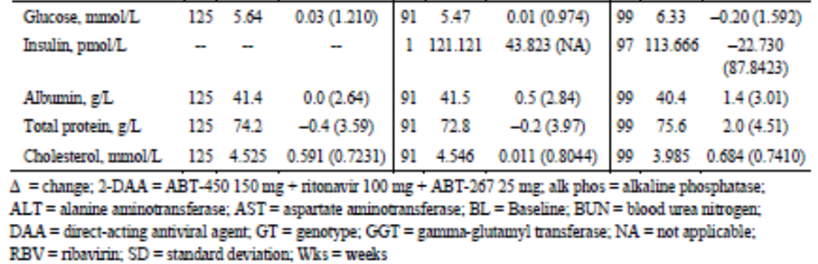 Glucose, mmol/L 125 5.64 0.03 (1.210) 91 5.47 0.01 (0.974) 99 6.33 –0.20 (1.592)
Insulin, pmol/L -- -- -- 1 121.121 43.823 (NA) 97 113.666 –22.730
(87.8423)
Albumin, g/L 125 41.4 0.0 (2.64) 91 41.5 0.5 (2.84) 99 40.4 1.4 (3.01)
Total protein, g/L 125 74.2 –0.4 (3.59) 91 72.8 –0.2 (3.97) 99 75.6 2.0 (4.51)
Cholesterol, mmol/L 125 4.525 0.591 (0.7231) 91 4.546 0.011 (0.8044) 99 3.985 0.684 (0.7410)
Δ = change; 2-DAA = ABT-450 150 mg + ritonavir 100 mg + ABT-267 25 mg; alk phos = alkaline phosphatase;
ALT = alanine aminotransferase; AST = aspartate aminotransferase; BL = Baseline; BUN = blood urea nitrogen;
DAA = direct-acting antiviral agent; GT = genotype; GGT = gamma-glutamyl transferase; NA = not applicable;
RBV = ribavirin; SD = standard deviation; Wks = weeks